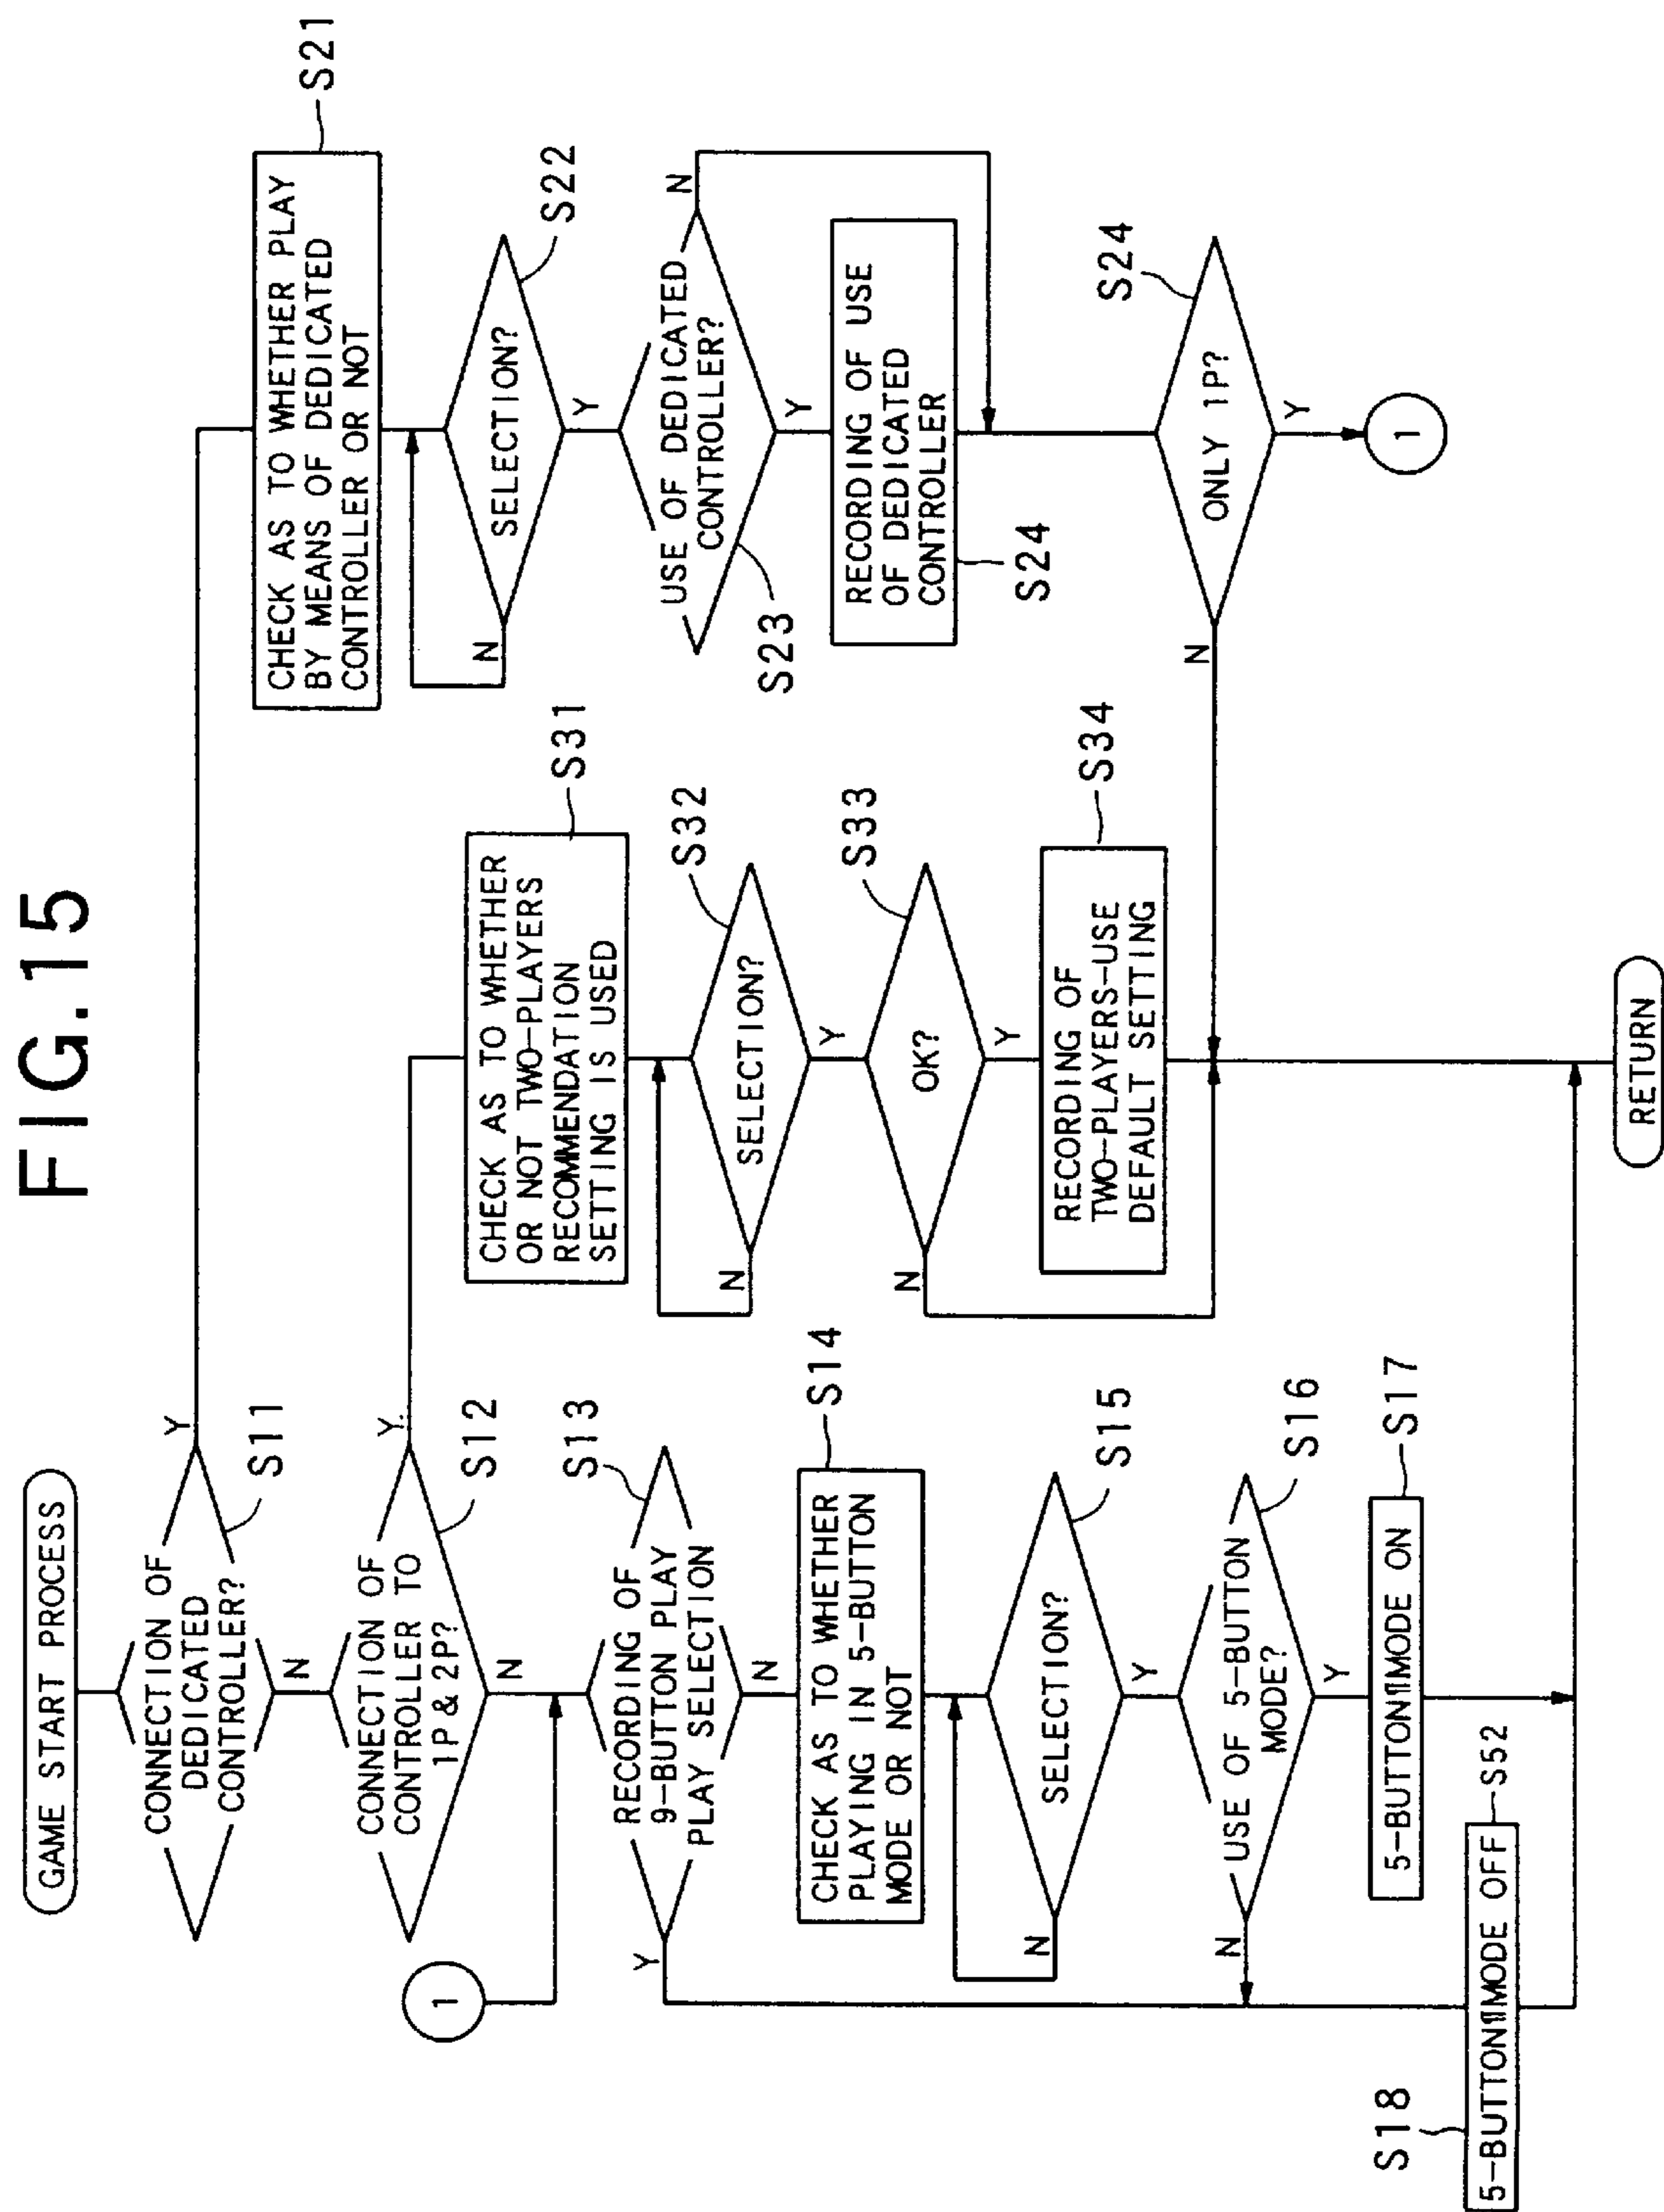 FIG.15
GAME START PROCESS
CONNECTION OF
DEDICATED
CONTROLLER?
S11
Y
N
CONNECTION OF
CONTROLLER TO
1P & 2P?
S12
Y
N
1
RECORDING OF
9-BUTTON PLAY
PLAY SELECTION
S13
Y
N
CHECK AS TO WHETHER
PLAYING IN 5-BUTTON
MODE OR NOT
S14
SELECTION?
S15
N
Y
USE OF 5-BUTTON
MODE?
S16
N
Y
5-BUTTON MODE ON
S17
S18
5-BUTTON MODE OFF
S52
CHECK AS TO WHETHER
OR NOT TWO-PLAYERS
RECOMMENDATION
SETTING IS USED
S31
SELECTION?
S32
N
Y
OK?
S33
N
Y
RECORDING OF
TWO-PLAYERS-USE
DEFAULT SETTING
S34
RETURN
CHECK AS TO WHETHER PLAY
BY MEANS OF DEDICATED
CONTROLLER OR NOT
S21
SELECTION?
S22
N
Y
USE OF DEDICATED
CONTROLLER?
S23
N
Y
RECORDING OF USE
OF DEDICATED
CONTROLLER
S24
ONLY 1P?
S24
N
Y
1